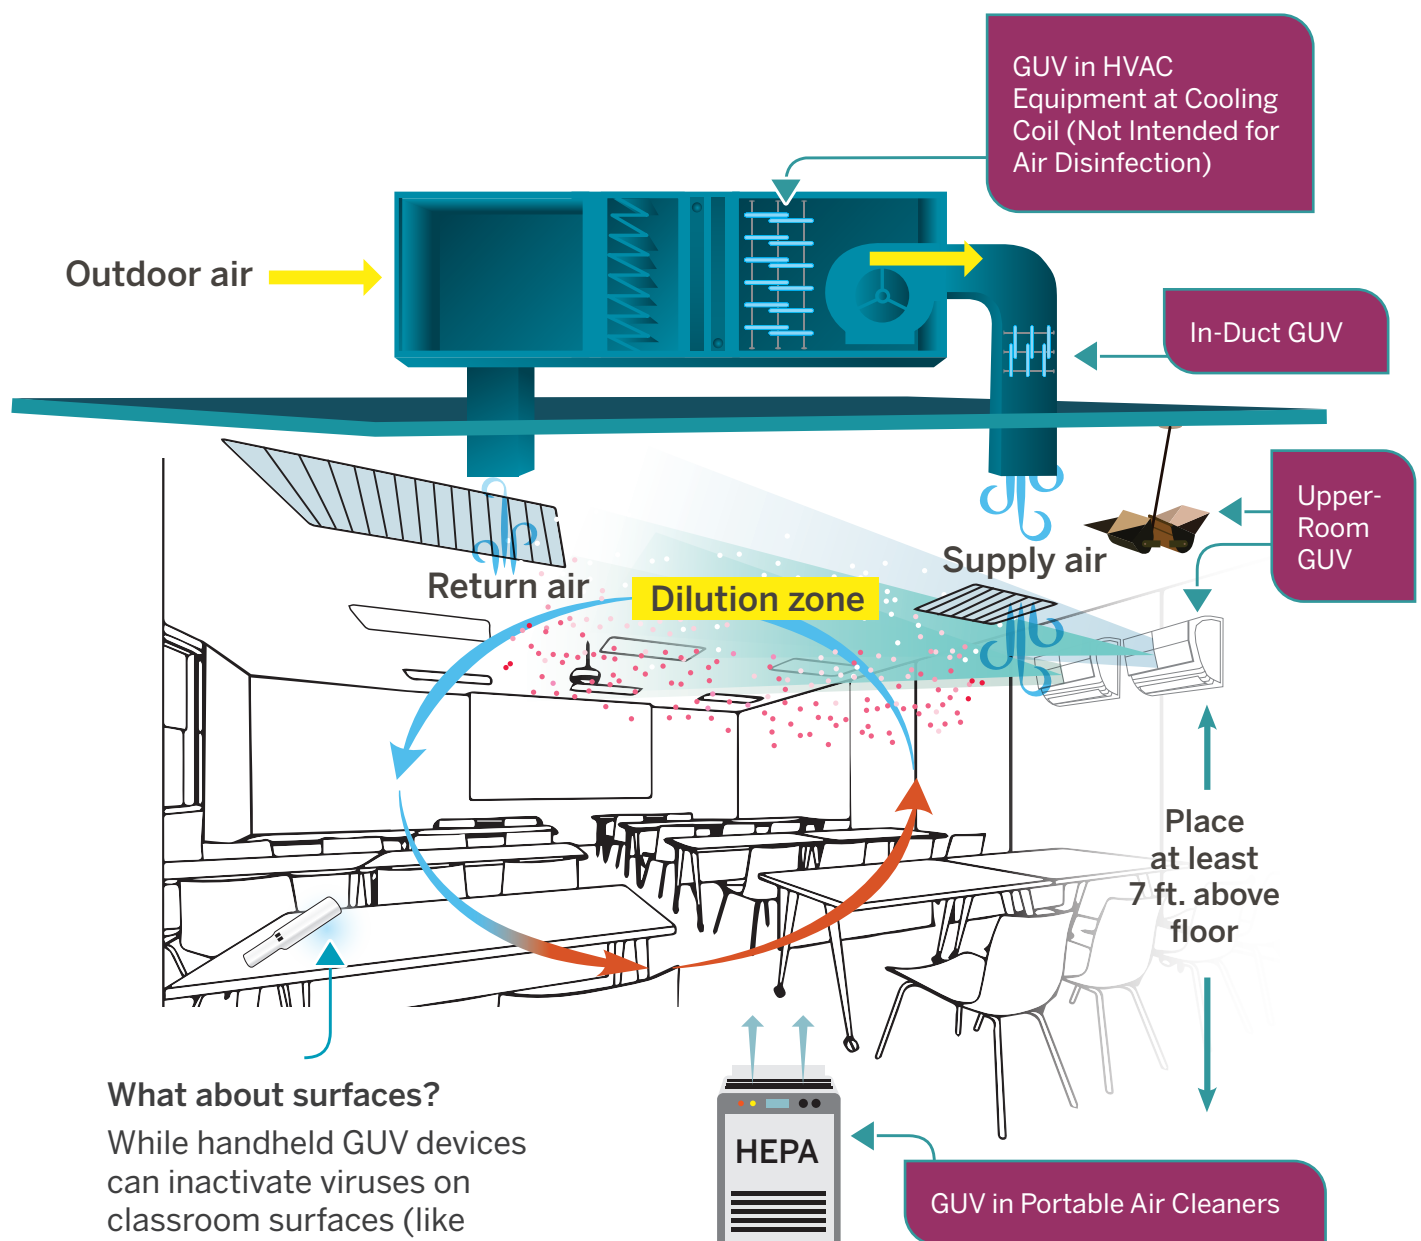 GUV in HVAC
Equipment at Cooling
Coil (Not Intended for
Air Disinfection)
Outdoor air
In-Duct GUV
Upper-
Room
GUV
Supply air
Return air
Dilution zone
Place
at least
7 ft. above
floor
What about surfaces?
While handheld GUV devices
can inactivate viruses on
classroom surfaces (like
HEPA
GUV in Portable Air Cleaners